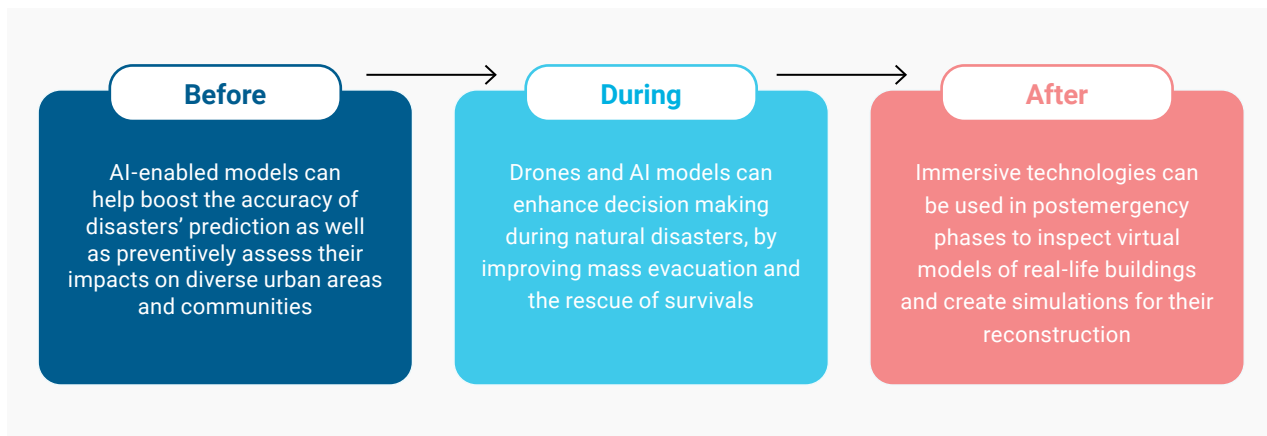 Before
AI-enabled models can
help boost the accuracy of
disasters’ prediction as well
as preventively assess their
impacts on diverse urban areas
and communities
During
Drones and AI models can
enhance decision making
during natural disasters, by
improving mass evacuation and
the rescue of survivals
After
Immersive technologies can
be used in postemergency
phases to inspect virtual
models of real-life buildings
and create simulations for their
reconstruction